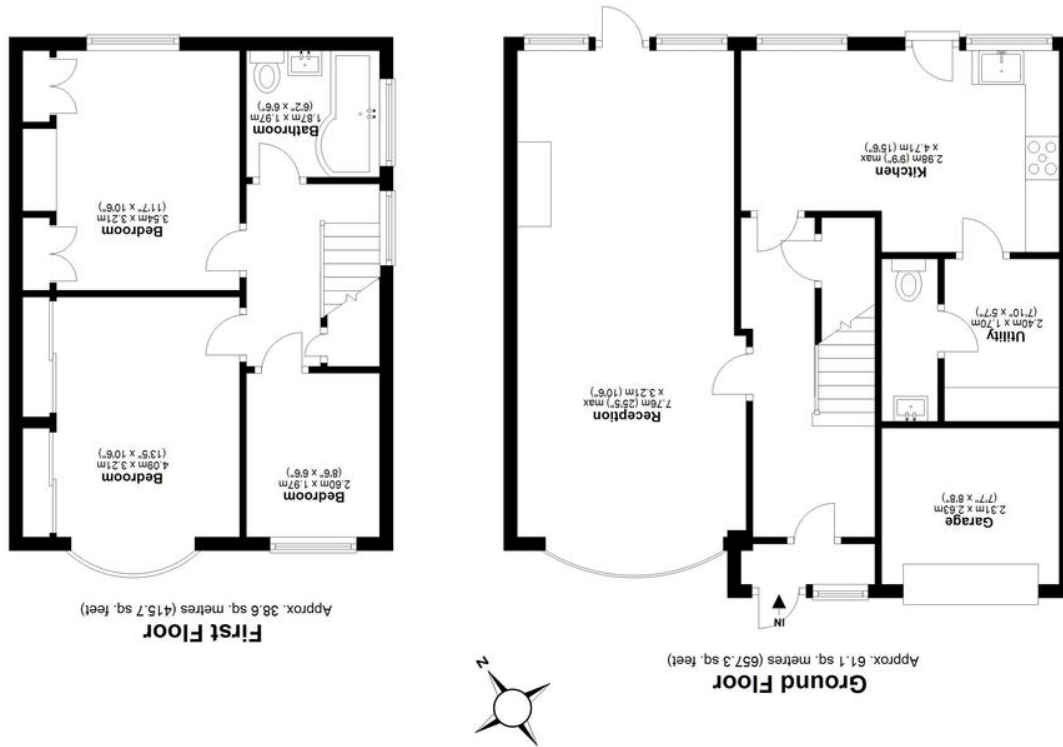 Ground Floor
Approx. 61.1 sq. metres (657.3 sq. feet)
IN
Garage
2.31m x 2.63m
(7'7" x 8'8")
Utility
2.40m x 1.70m
(7'10" x 5'7")
Reception
7.76m (25'5") max
x 3.21m (10'6")
Kitchen
2.98m (9'9") max
x 4.71m (15'6")
N
First Floor
Approx. 38.6 sq. metres (415.7 sq. feet)
Bedroom
2.60m x 1.97m
(8'6" x 6'6")
Bedroom
4.09m x 3.21m
(13'5" x 10'6")
Bedroom
3.54m x 3.21m
(11'7" x 10'6")
Bathroom
1.87m x 1.97m
(6'2" x 6'6")